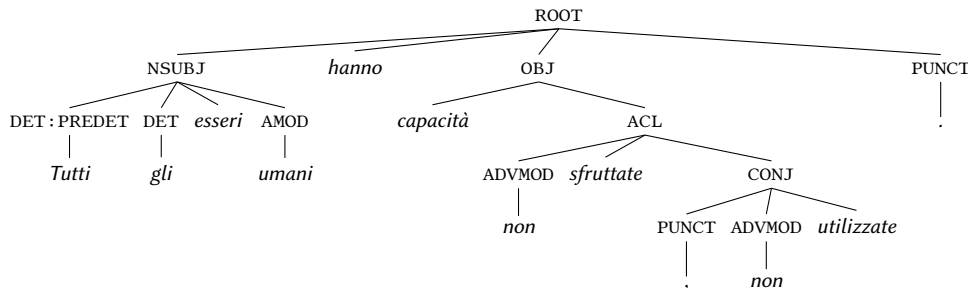 ROOT
NSUBJ hanno OBJ PUNCT
DET:PREDET DET esseri AMOD capacità ACL .
Tutti gli umani ADVMOD sfruttate CONJ
non PUNCT ADVMOD utilizzate
, non